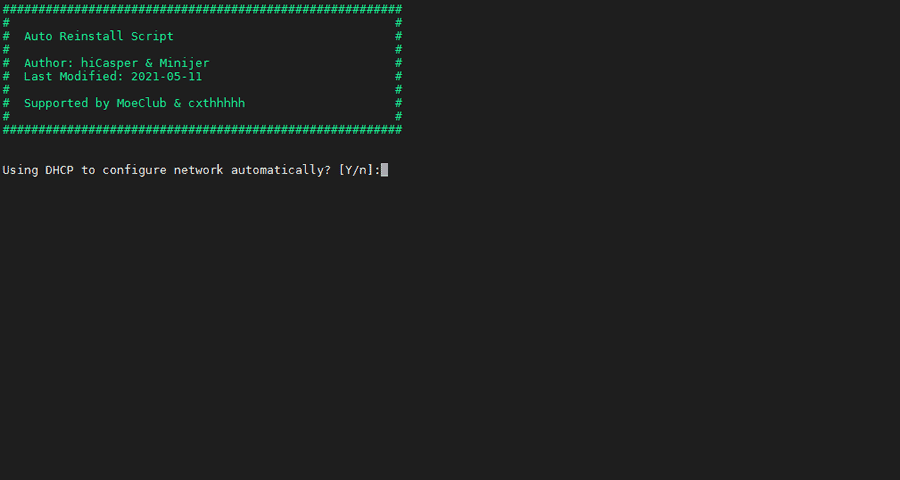 ########################################################
#                                                      #
#  Auto Reinstall Script                               #
#                                                      #
#  Author: hiCasper & Minijer                          #
#  Last Modified: 2021-05-11                           #
#                                                      #
#  Supported by MoeClub & cxthhhhh                     #
#                                                      #
########################################################
Using DHCP to configure network automatically? [Y/n]: